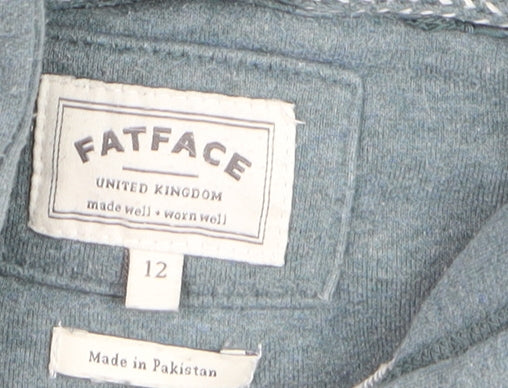 FATFACE
UNITED KINGDOM
made well • worn well
12
Made in Pakistan